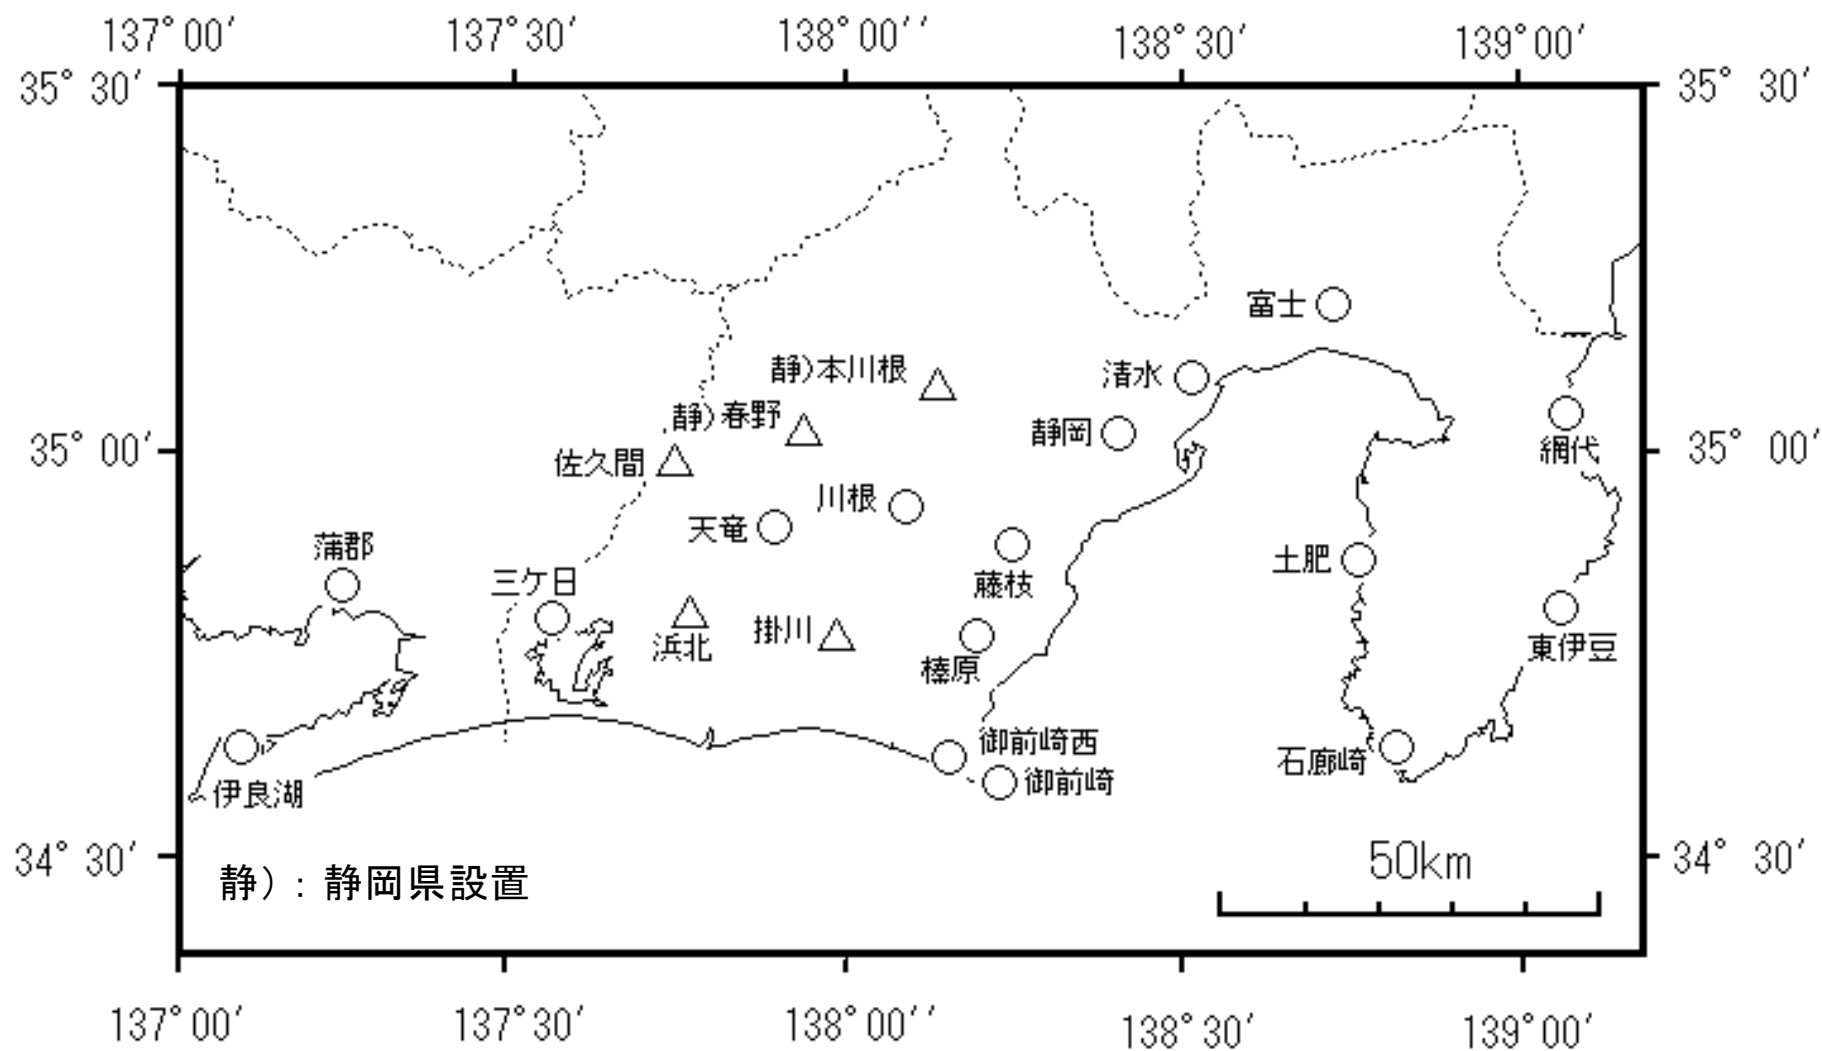 137°00′ 137°30′ 138°00′′ 138°30′ 139°00′
35°30′ 35°30′
富士
静)本川根
清水
静)春野
静岡
網代
35°00′ 35°00′
佐久間
川根
天竜
蒲郡
土肥
三ケ日
藤枝
浜北
掛川
東伊豆
榛原
御前崎西
石廊崎
御前崎
伊良湖
34°30′ 34°30′
50km
静）：静岡県設置
137°00′ 137°30′ 138°00′′ 138°30′ 139°00′